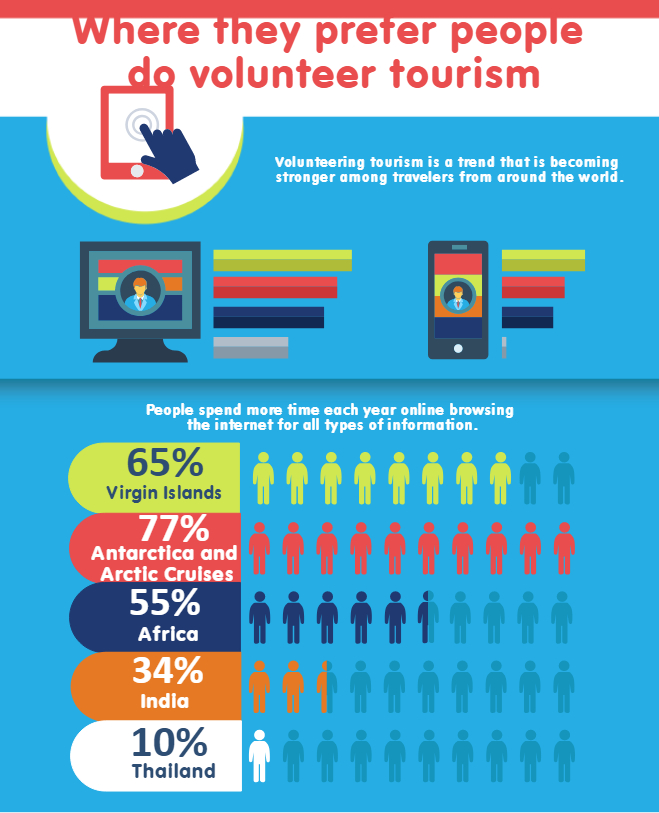 Where they prefer people
do volunteer tourism
Volunteering tourism is a trend that is becoming
stronger among travelers from around the world.
People spend more time each year online browsing
the internet for all types of information.
65%
Virgin Islands
77%
Antarctica and
Arctic Cruises
55%
Africa
34%
India
10%
Thailand